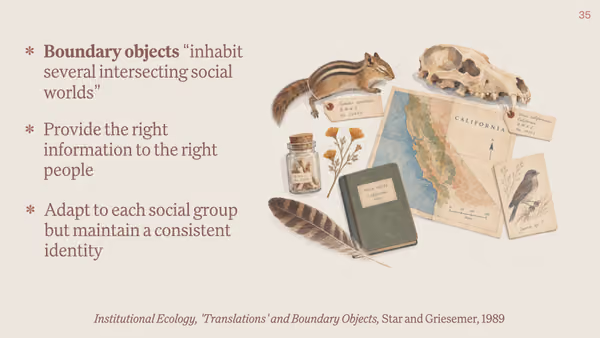 35
* Boundary objects “inhabit
several intersecting social
worlds”
* Provide the right
information to the right
people
* Adapt to each social group
but maintain a consistent
identity
CALIFORNIA
Institutional Ecology, 'Translations' and Boundary Objects, Star and Griesemer, 1989